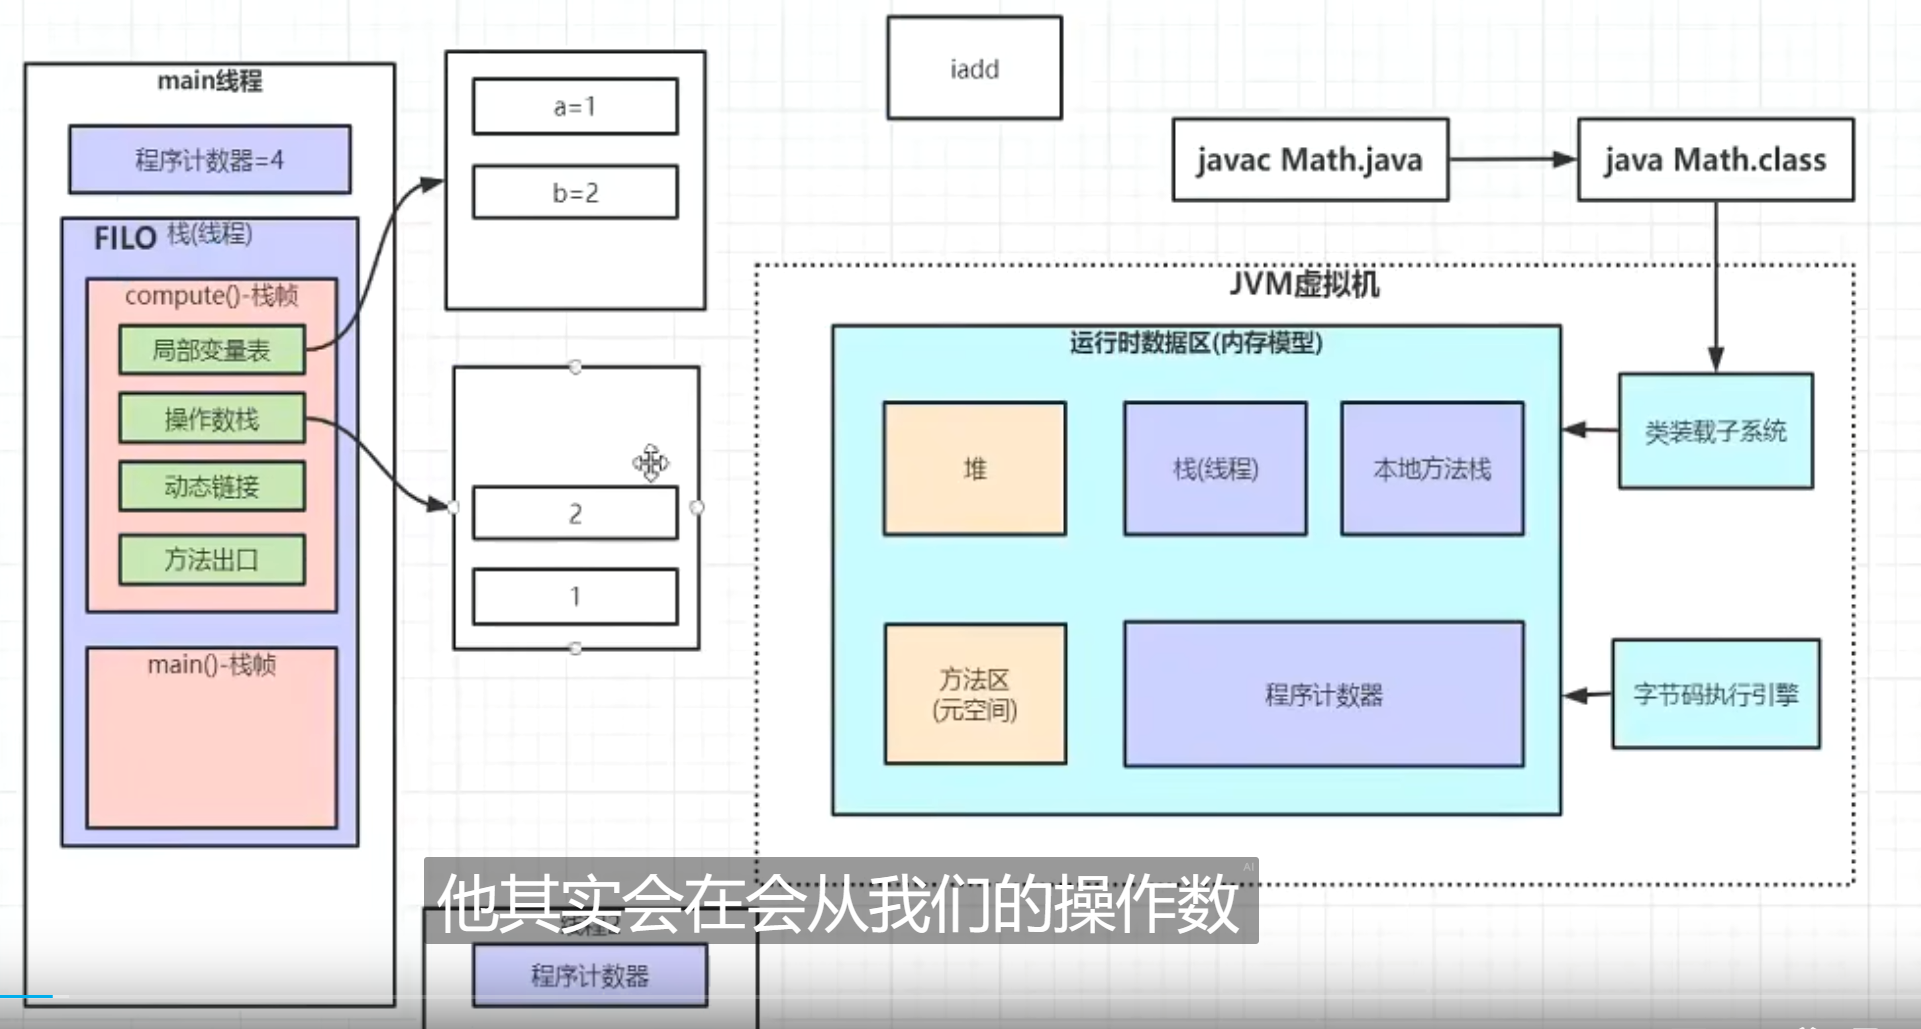 main线程
程序计数器=4
FILO 栈(线程)
compute()-栈帧
局部变量表
操作数栈
动态链接
方法出口
main()-栈帧
a=1
b=2
2
1
iadd
javac Math.java
java Math.class
JVM虚拟机
运行时数据区(内存模型)
堆
栈(线程)
本地方法栈
类装载子系统
方法区
(元空间)
程序计数器
字节码执行引擎
AI
他其实会在会从我们的操作数
程序计数器